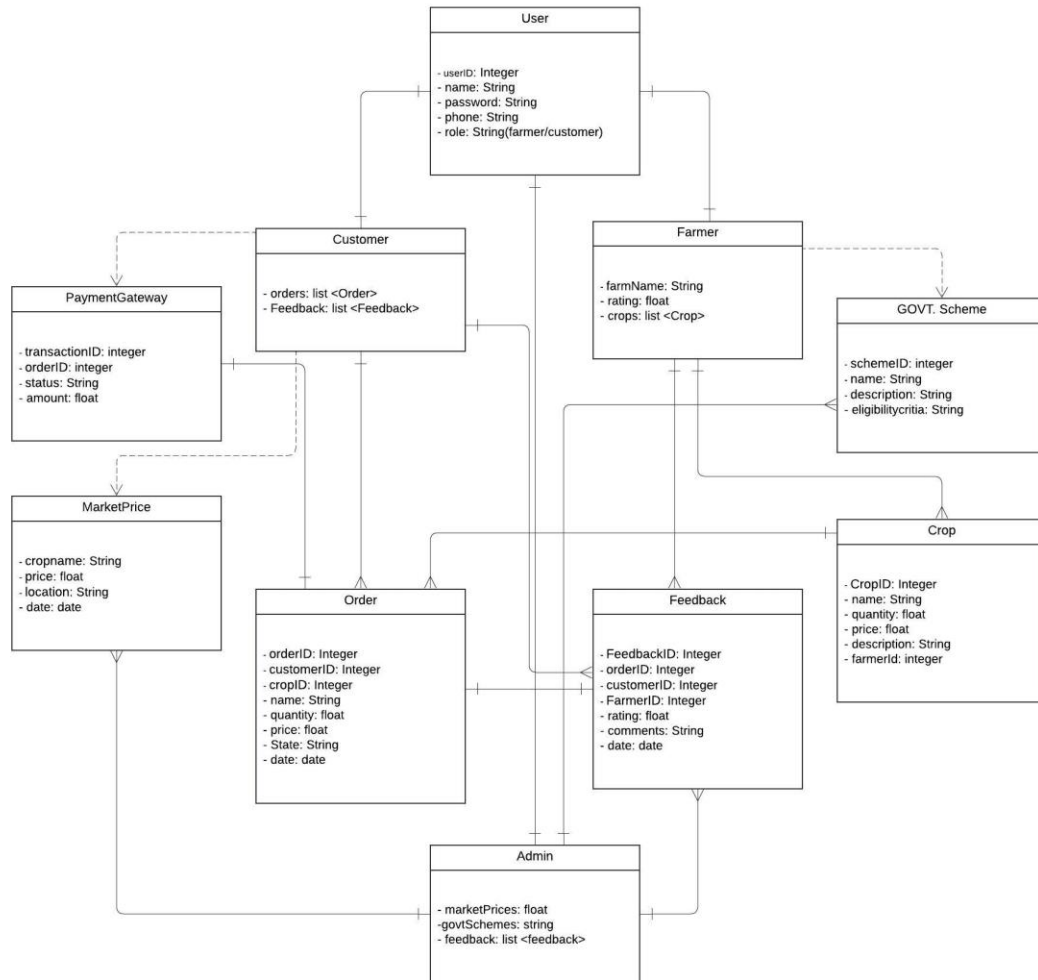 User
- userID: Integer
- name: String
- password: String
- phone: String
- role: String(farmer/customer)
Customer
- orders: list <Order>
- Feedback: list <Feedback>
Farmer
- farmName: String
- rating: float
- crops: list <Crop>
PaymentGateway
- transactionID: integer
- orderID: integer
- status: String
- amount: float
GOVT. Scheme
- schemeID: integer
- name: String
- description: String
- eligibilitycritia: String
MarketPrice
- cropname: String
- price: float
- location: String
- date: date
Crop
- CropID: Integer
- name: String
- quantity: float
- price: float
- description: String
- farmerId: integer
Order
- orderID: Integer
- customerID: Integer
- cropID: Integer
- name: String
- quantity: float
- price: float
- State: String
- date: date
Feedback
- FeedbackID: Integer
- orderID: Integer
- customerID: Integer
- FarmerID: Integer
- rating: float
- comments: String
- date: date
Admin
- marketPrices: float
-govtSchemes: string
- feedback: list <feedback>